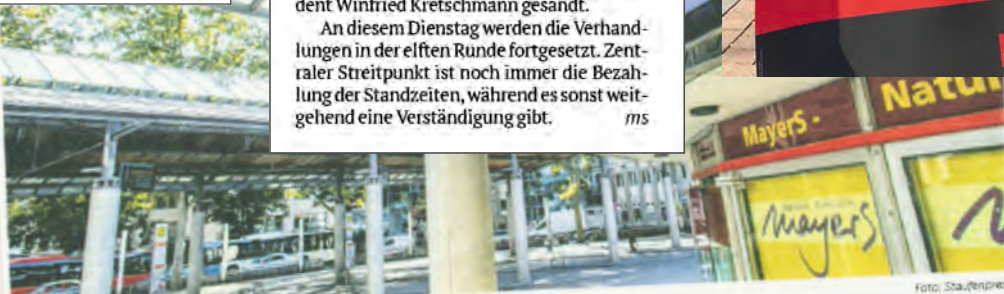 dent Winfried Kretschmann gesandt.
An diesem Dienstag werden die Verhand-
lungen in der elften Runde fortgesetzt. Zent-
raler Streitpunkt ist noch immer die Bezah-
lung der Standzeiten, während es sonst weit-
gehend eine Verständigung gibt. ms
MayerS -
Natu
MayerS
Foto: Staufenpre